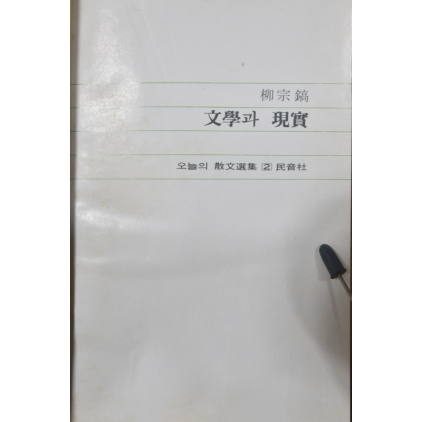 柳宗鎬
文學과 現實
오늘의 散文選集 2 民音社